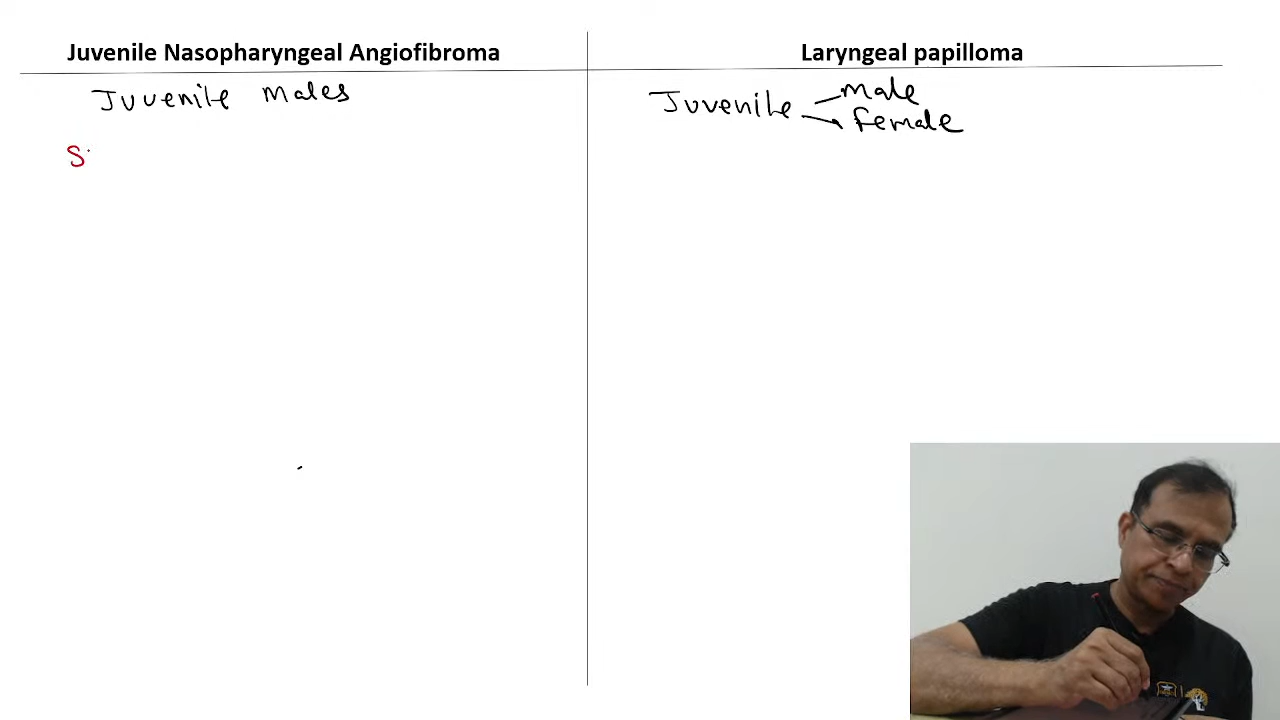 Juvenile Nasopharyngeal Angiofibroma
Laryngeal papilloma
Juvenile males
Juvenile male
female
S